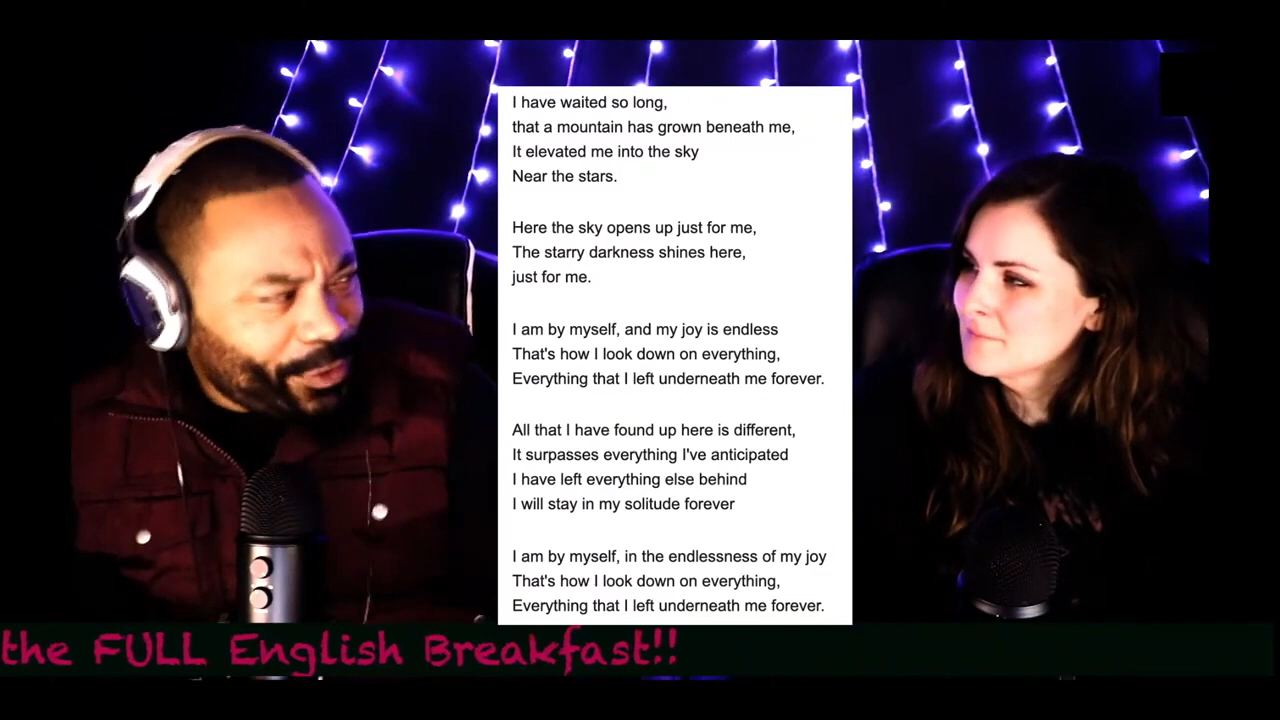 I have waited so long,
that a mountain has grown beneath me,
It elevated me into the sky
Near the stars.
Here the sky opens up just for me,
The starry darkness shines here,
just for me.
I am by myself, and my joy is endless
That's how I look down on everything,
Everything that I left underneath me forever.
All that I have found up here is different,
It surpasses everything I've anticipated
I have left everything else behind
I will stay in my solitude forever
I am by myself, in the endlessness of my joy
That's how I look down on everything,
Everything that I left underneath me forever.
the FULL English Breakfast!!